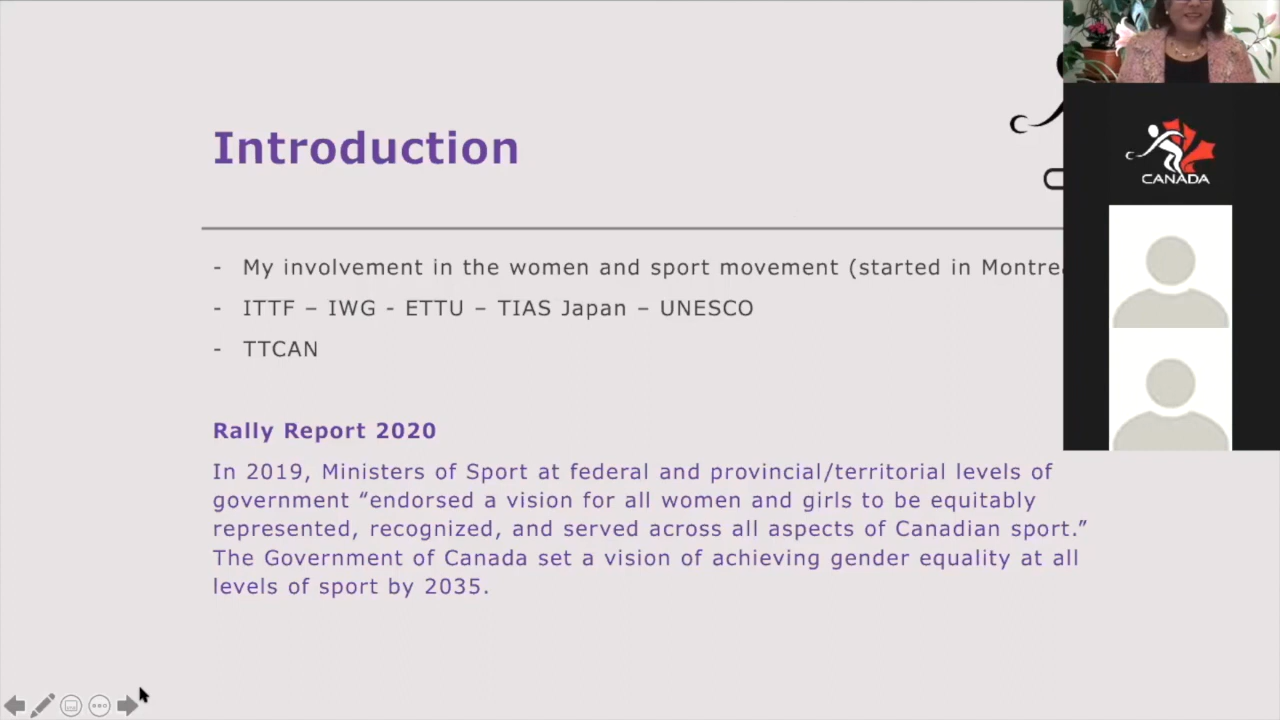 Introduction
- My involvement in the women and sport movement (started in
- ITTF – IWG - ETTU – TIAS Japan – UNESCO
- TTCAN
Rally Report 2020
In 2019, Ministers of Sport at federal and provincial/territorial levels of
government “endorsed a vision for all women and girls to be equitably
represented, recognized, and served across all aspects of Canadian sport.”
The Government of Canada set a vision of achieving gender equality at all
levels of sport by 2035.
CANADA